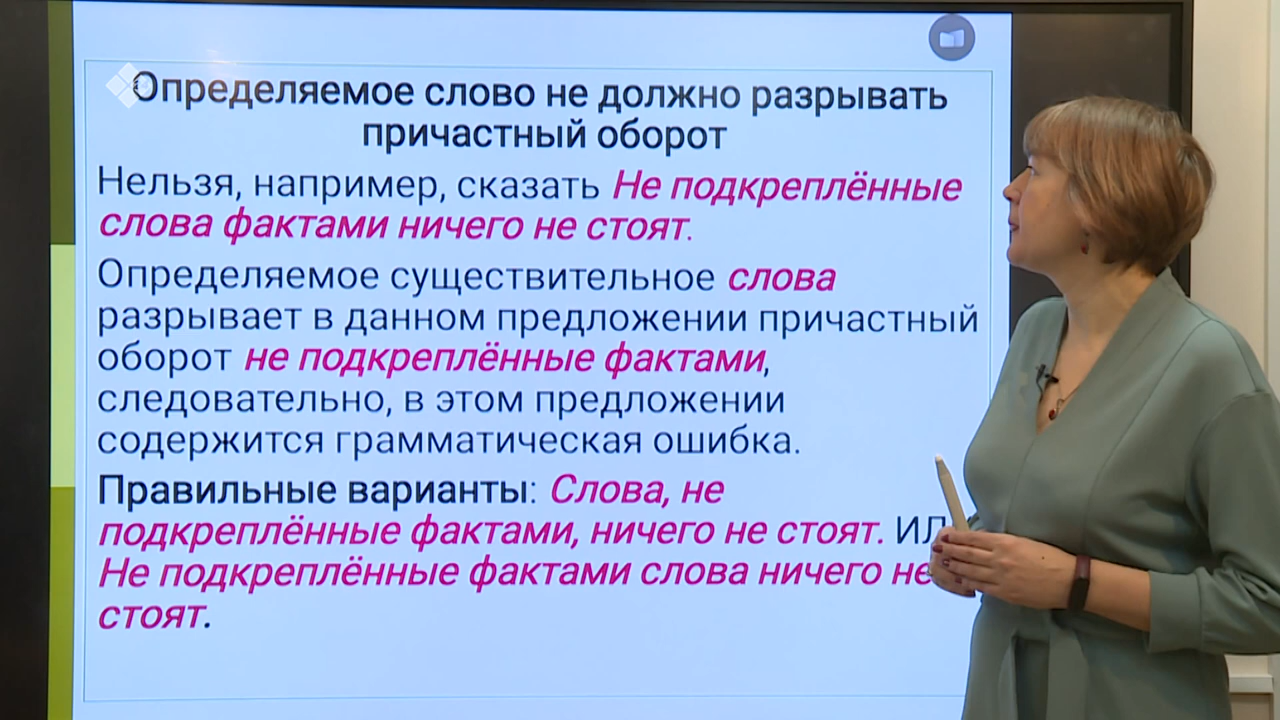 Определяемое слово не должно разрывать
причастный оборот
Нельзя, например, сказать Не подкреплённые
слова фактами ничего не стоят.
Определяемое существительное слова
разрывает в данном предложении причастный
оборот не подкреплённые фактами,
следовательно, в этом предложении
содержится грамматическая ошибка.
Правильные варианты: Слова, не
подкреплённые фактами, ничего не стоят. ИЛ
Не подкреплённые фактами слова ничего не
стоят.